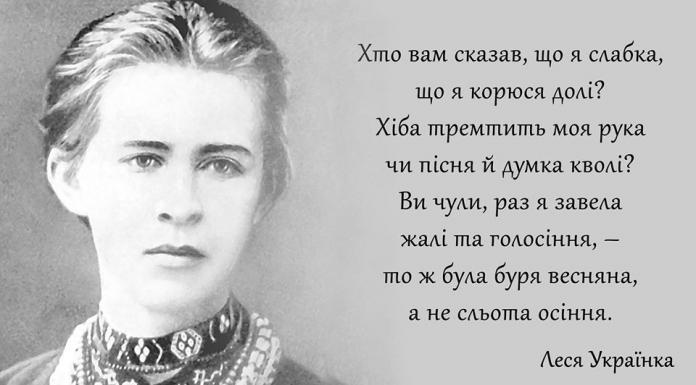 Хто вам сказав, що я слабка,
що я корюся долі?
Хіба тремтить моя рука
чи пісня й думка кволі?
Ви чули, раз я завела
жалі та голосіння, –
то ж була буря весняна,
а не сльота осіння.
Леся Українка